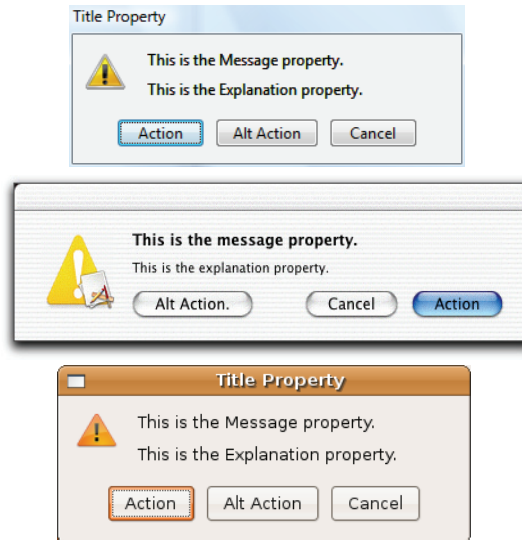 Title Property
This is the Message property.
This is the Explanation property.
Action Alt Action Cancel
This is the message property.
This is the explanation property.
Alt Action. Cancel Action
Title Property
This is the Message property.
This is the Explanation property.
Action Alt Action Cancel